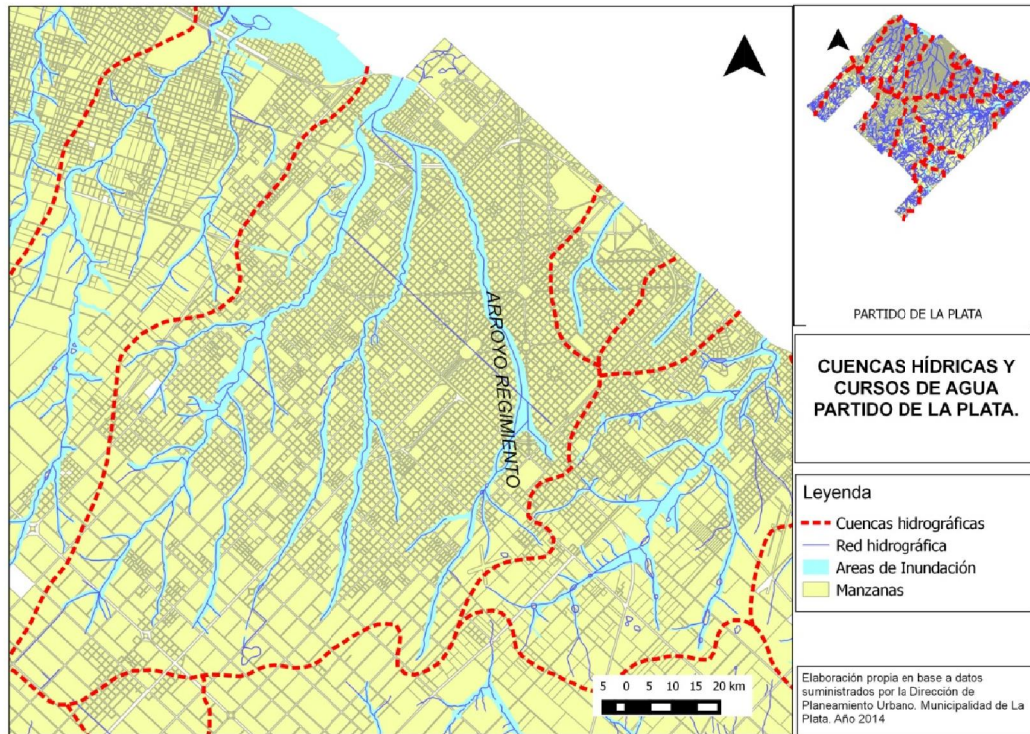 ARROYO REGIMIENTO
5 0 5 10 15 20 km
PARTIDO DE LA PLATA
CUENCAS HÍDRICAS Y
CURSOS DE AGUA
PARTIDO DE LA PLATA.
Leyenda
Cuencas hidrográficas
Red hidrográfica
Areas de Inundación
Manzanas
Elaboración propia en base a datos
suministrados por la Dirección de
Planeamiento Urbano. Municipalidad de La
Plata. Año 2014